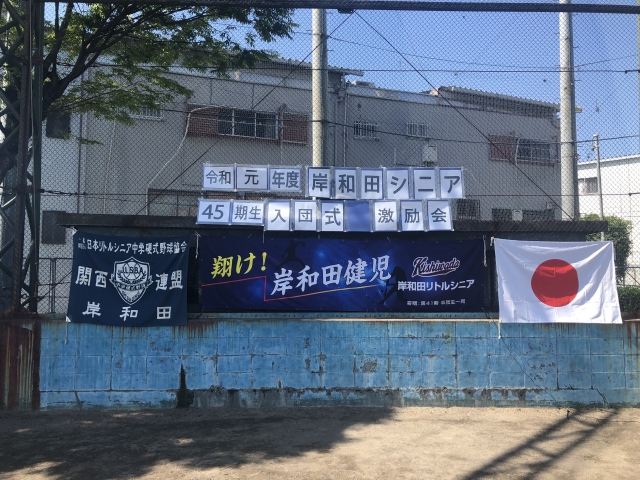 令和元年度岸和田シニア
45期生入団式 激励会
日本リトルシニア中学硬式野球協会
関西連盟
岸和田
翔け！
岸和田健児
Kishiwada
岸和田リトルシニア